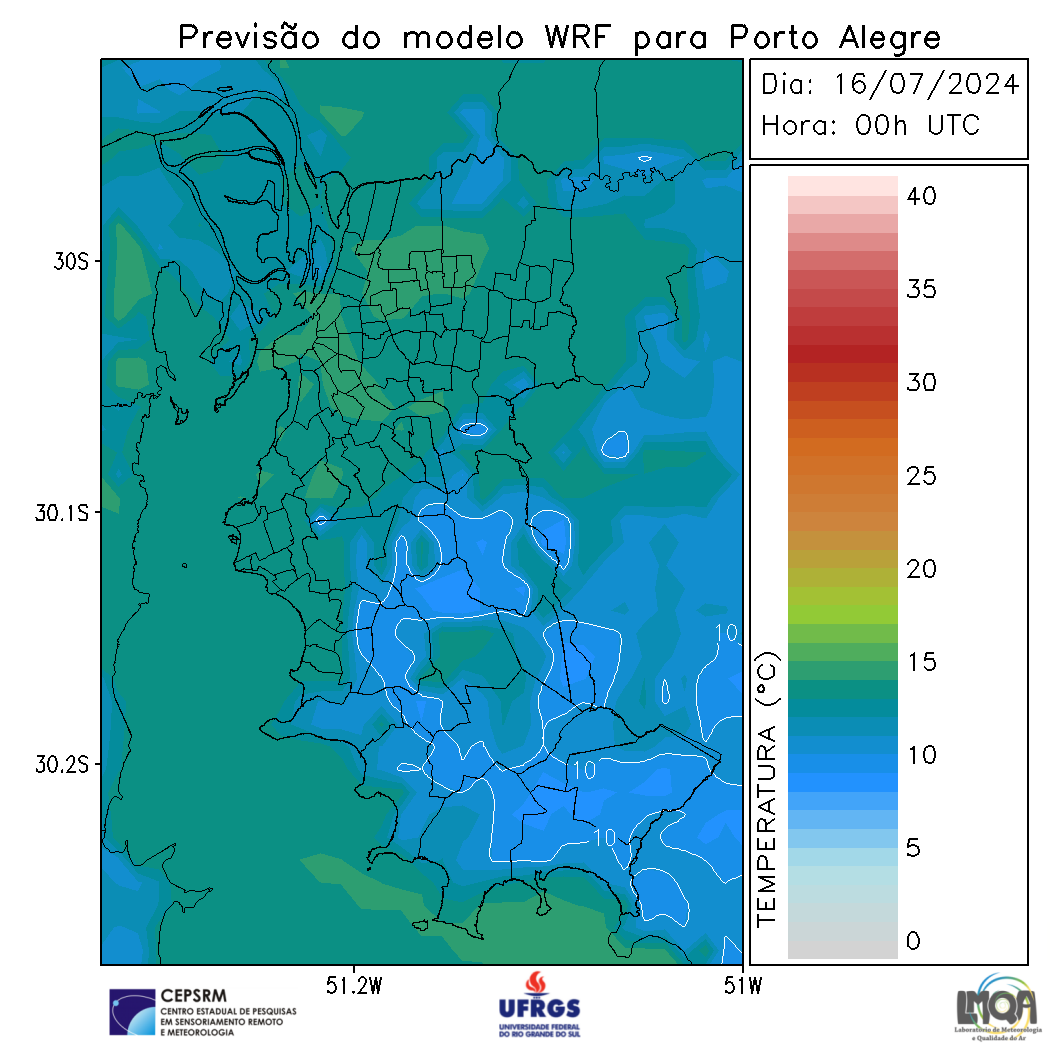 Previsão do modelo WRF para Porto Alegre
Dia: 16/07/2024
Hora: 00h UTC
40
35
30
25
20
15
10
5
0
TEMPERATURA (°C)
30S
30.1S
30.2S
10
10
10
51.2W
51W
CEPSRM
CENTRO ESTADUAL DE PESQUISAS
EM SENSORIAMENTO REMOTO
E METEOROLOGIA
UFRGS
UNIVERSIDADE FEDERAL
DO RIO GRANDE DO SUL
LMQA
Laboratório de Meteorologia
e Qualidade do Ar